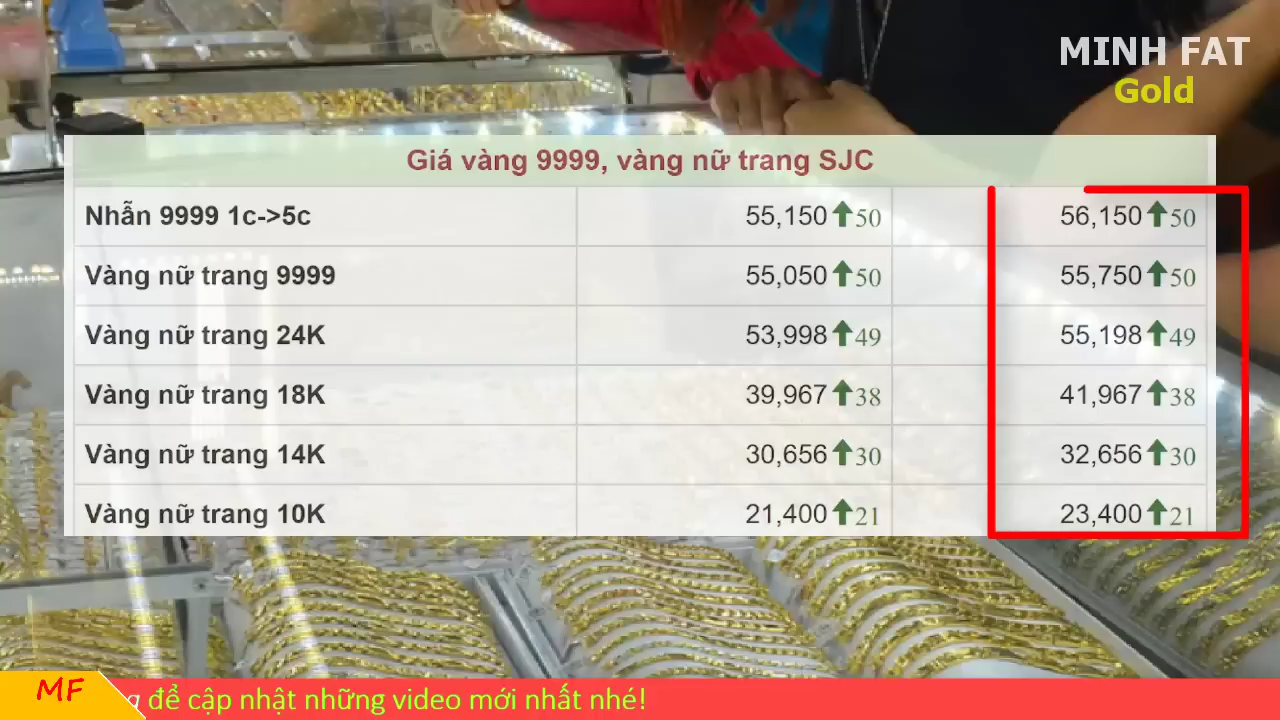 MINH FAT
Gold
Giá vàng 9999, vàng nữ trang SJC
Nhẫn 9999 1c->5c 55,150 ⬆50 56,150 ⬆50
Vàng nữ trang 9999 55,050 ⬆50 55,750 ⬆50
Vàng nữ trang 24K 53,998 ⬆49 55,198 ⬆49
Vàng nữ trang 18K 39,967 ⬆38 41,967 ⬆38
Vàng nữ trang 14K 30,656 ⬆30 32,656 ⬆30
Vàng nữ trang 10K 21,400 ⬆21 23,400 ⬆21
MF để cập nhật những video mới nhất nhé!